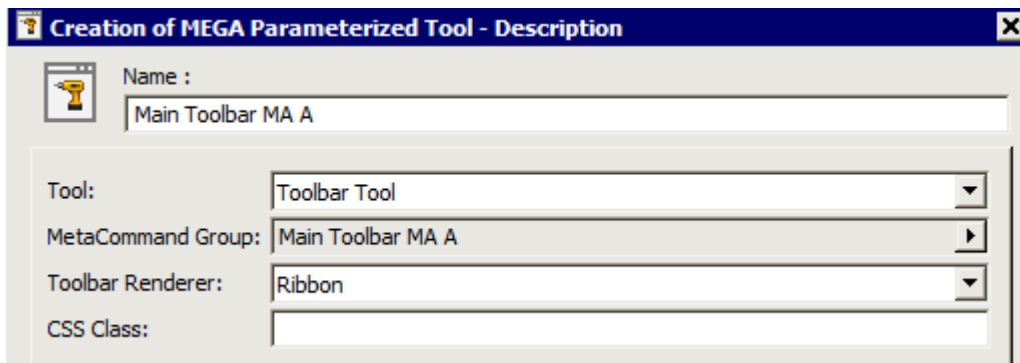 Creation of MEGA Parameterized Tool - Description
Name :
Main Toolbar MA A
Tool: Toolbar Tool
MetaCommand Group: Main Toolbar MA A
Toolbar Renderer: Ribbon
CSS Class: